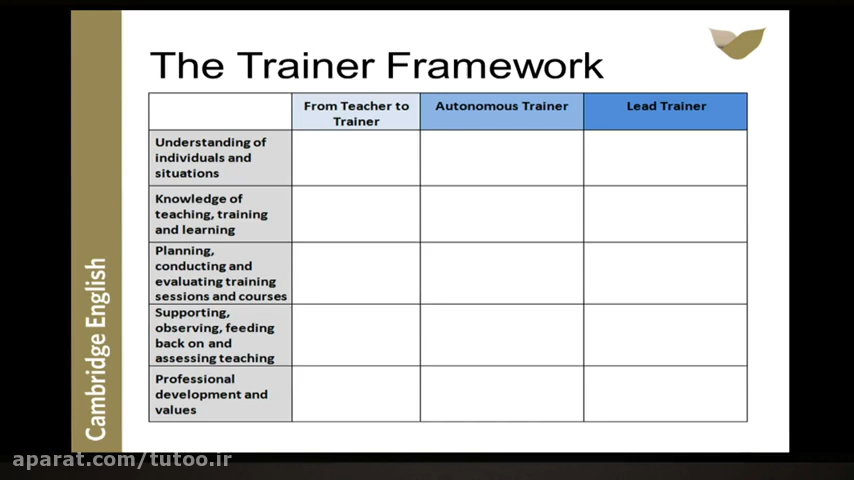 The Trainer Framework
From Teacher to
Trainer
Autonomous Trainer
Lead Trainer
Understanding of
individuals and
situations
Knowledge of
teaching, training
and learning
Planning,
conducting and
evaluating training
sessions and courses
Supporting,
observing, feeding
back on and
assessing teaching
Professional
development and
values
Cambridge English
aparat.com/tutoo.ir